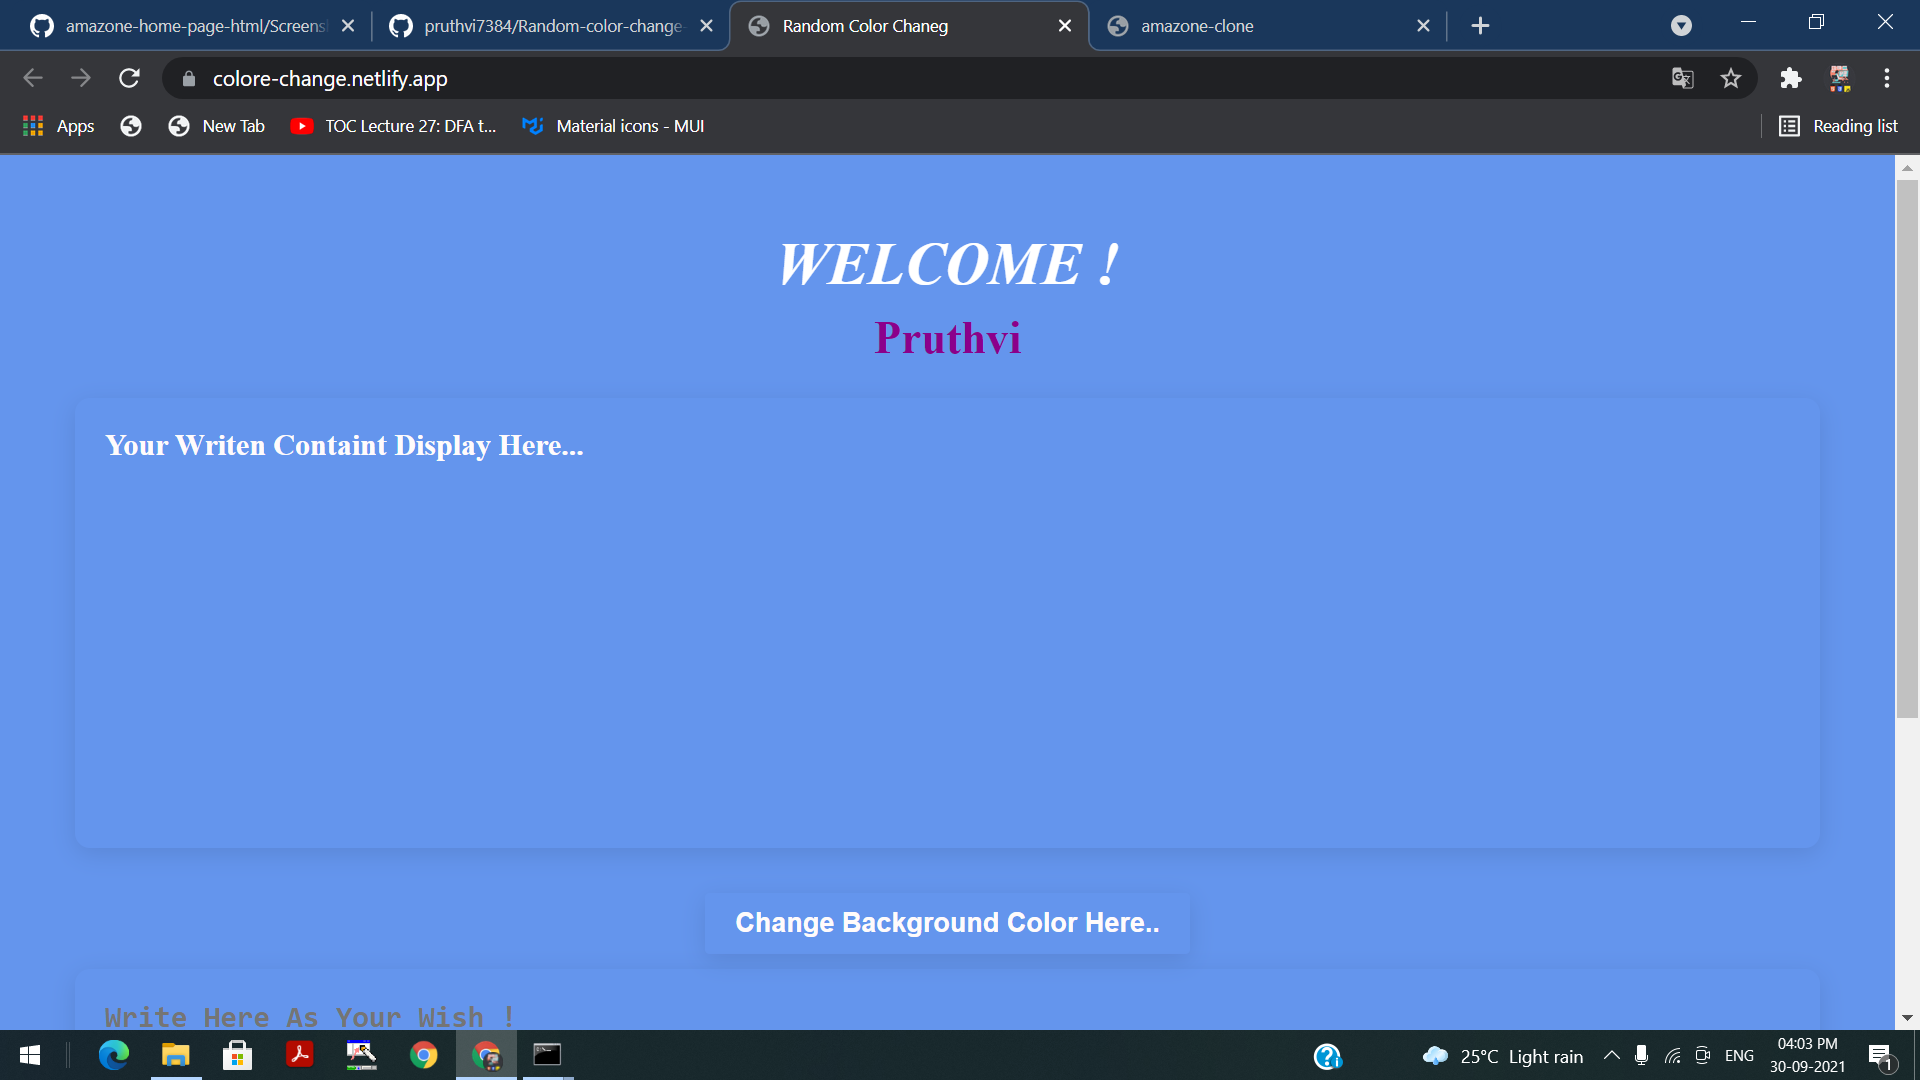 amazone-home-page-html/Screens
pruthvi7384/Random-color-change-
Random Color Chaneg
amazone-clone
colore-change.netlify.app
Apps
New Tab
TOC Lecture 27: DFA t...
Material icons - MUI
Reading list
WELCOME !
Pruthvi
Your Writen Containt Display Here...
Change Background Color Here..
Write Here As Your Wish !
25°C Light rain
ENG
04:03 PM
30-09-2021
1